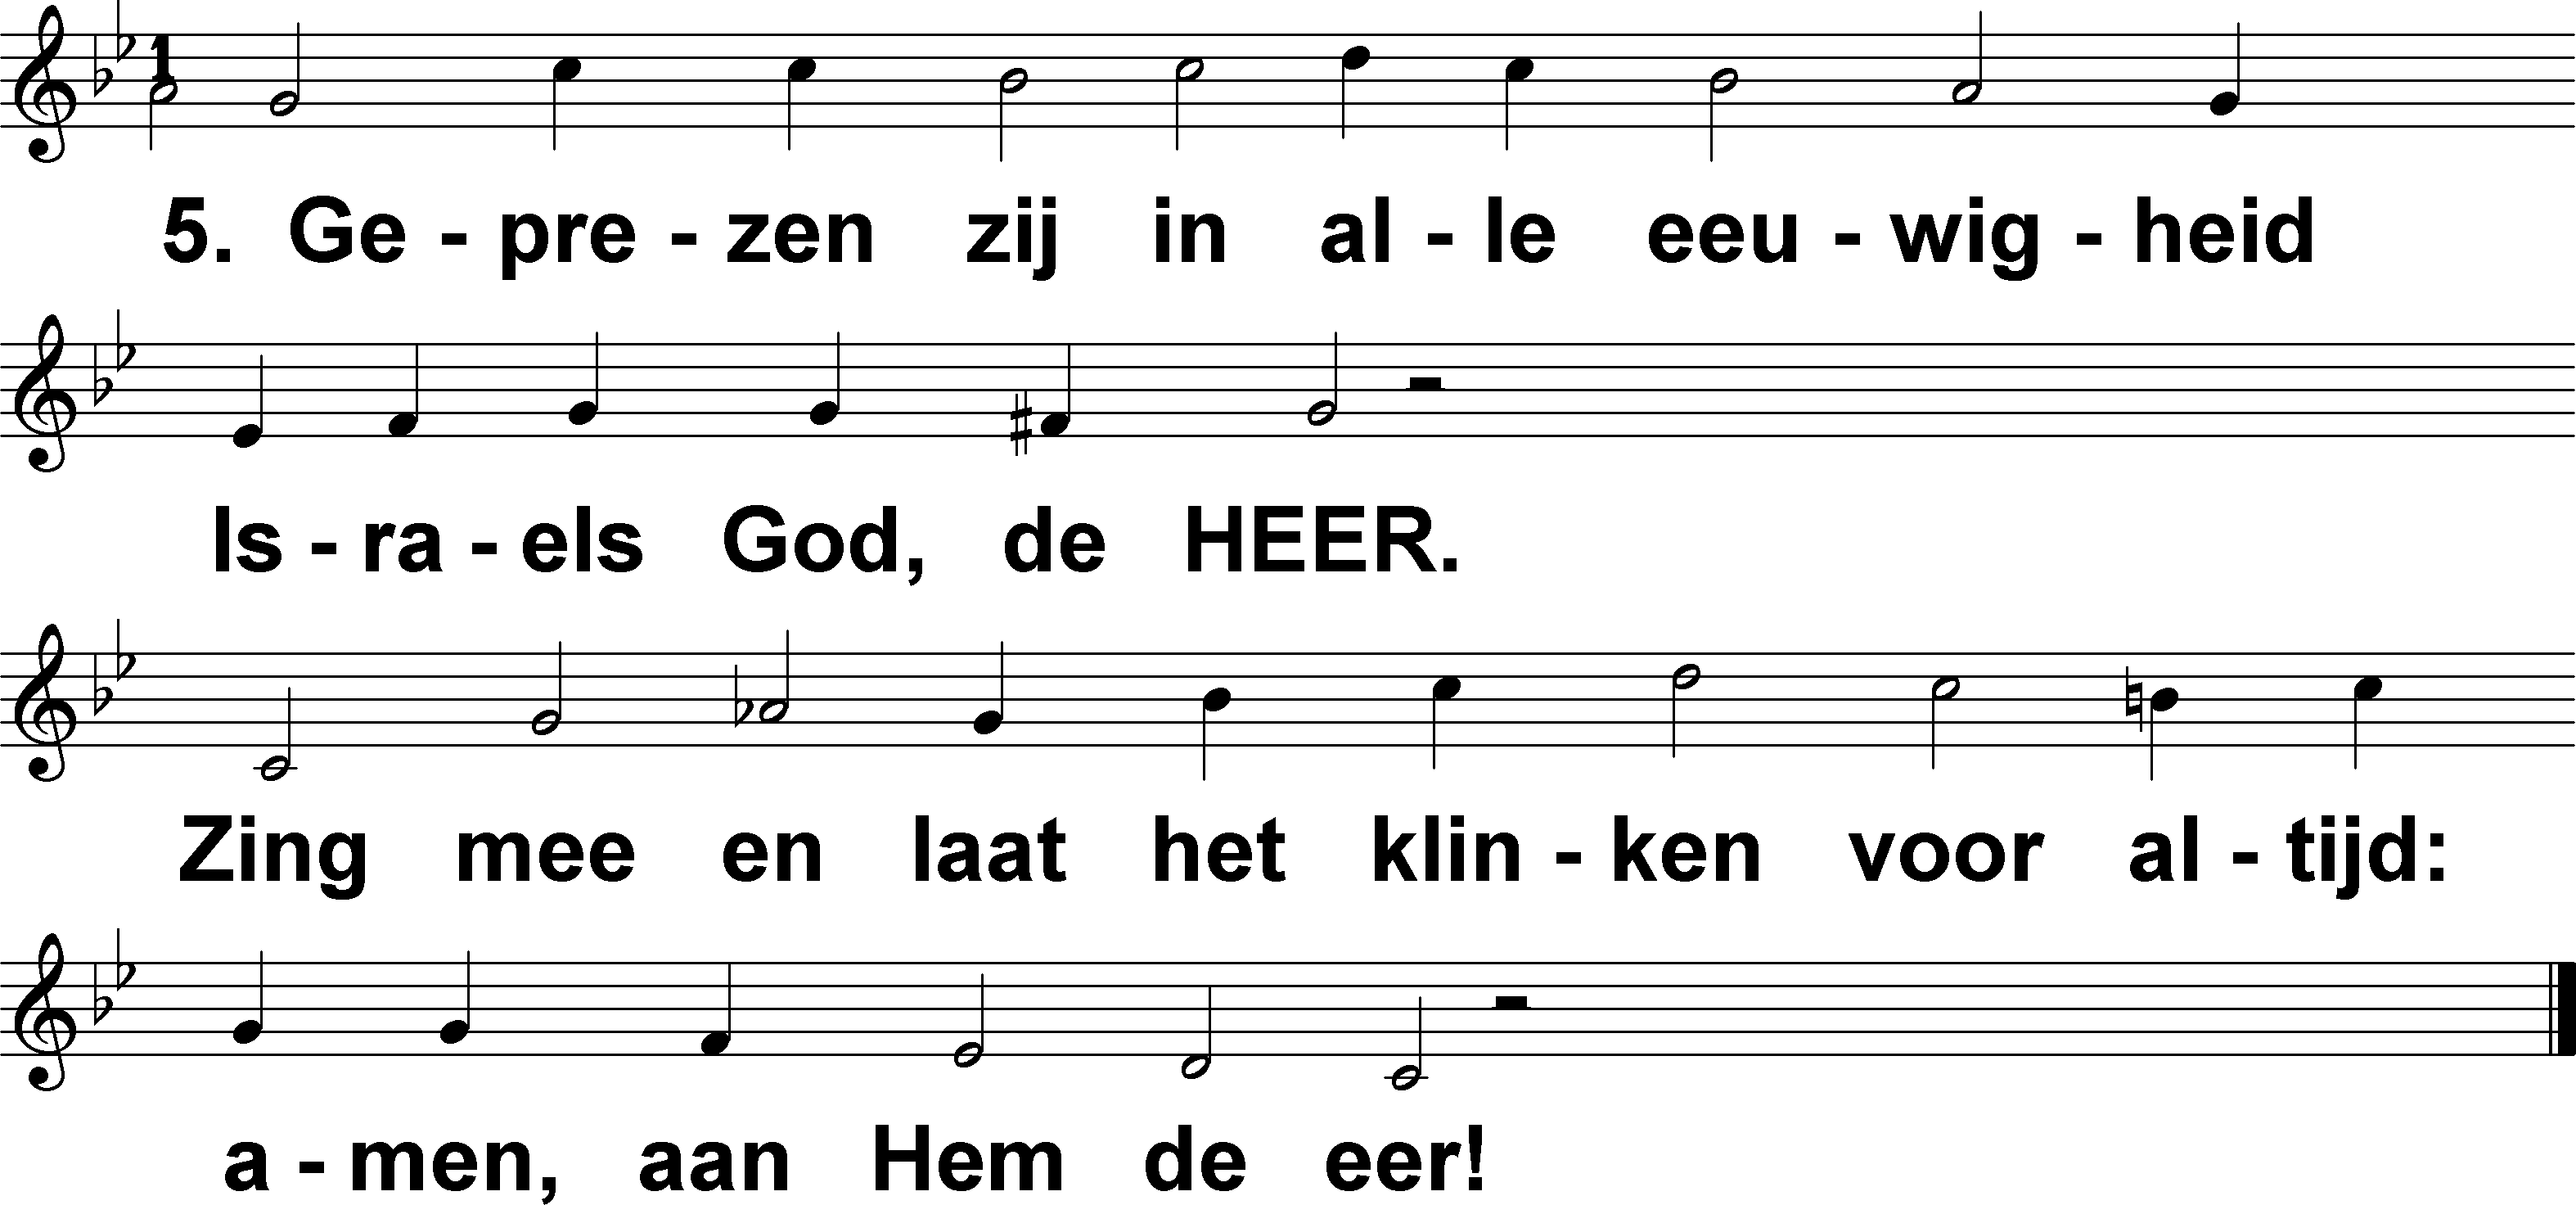 5. Ge - pre - zen zij in al - le eeu - wig - heid
Is - ra - els God, de HEER.
Zing mee en laat het klin - ken voor al - tijd:
a - men, aan Hem de eer!